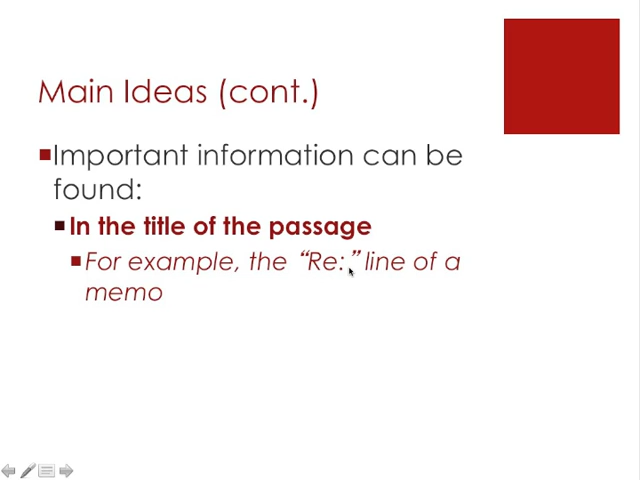 Main Ideas (cont.)
Important information can be
found:
In the title of the passage
For example, the “Re:” line of a
memo